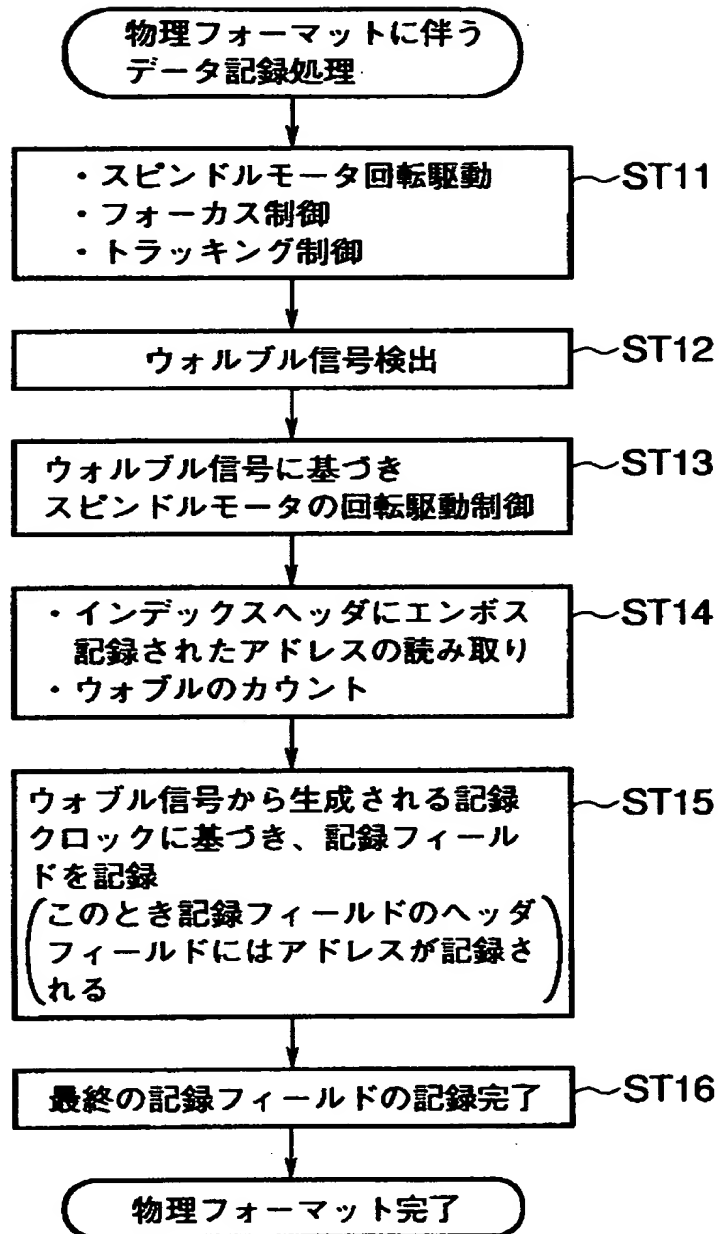 物理フォーマットに伴う
データ記録処理
・スピンドルモータ回転駆動
・フォーカス制御
・トラッキング制御
ST11
ウォルブル信号検出
ST12
ウォルブル信号に基づき
スピンドルモータの回転駆動制御
ST13
・インデックスヘッダにエンボス
記録されたアドレスの読み取り
・ウォブルのカウント
ST14
ウォブル信号から生成される記録
クロックに基づき、記録フィール
ドを記録
(このとき記録フィールドのヘッダ
フィールドにはアドレスが記録さ
れる)
ST15
最終の記録フィールドの記録完了
ST16
物理フォーマット完了